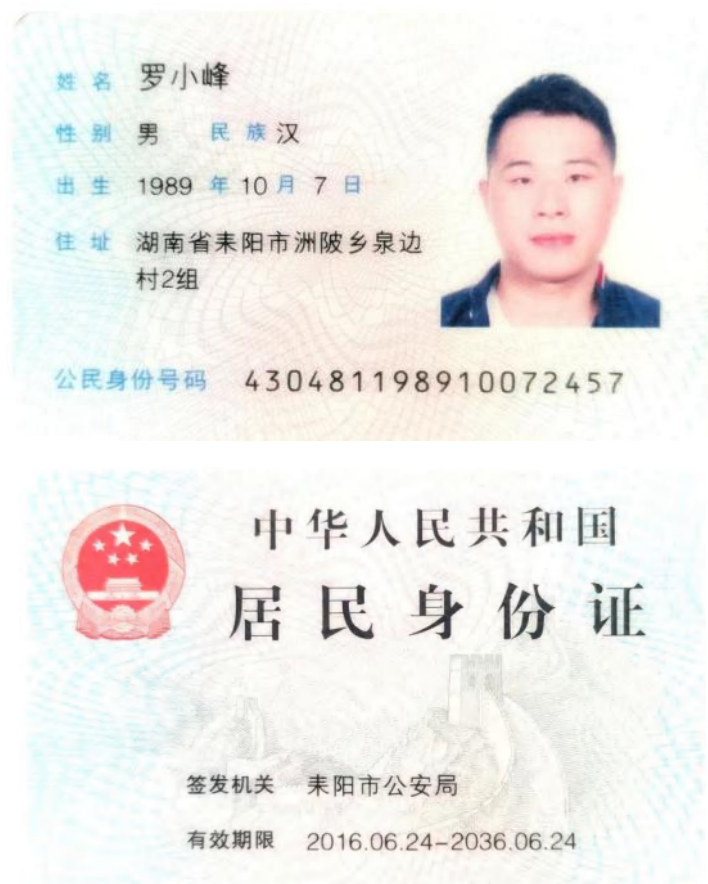 姓名 罗小峰
性别 男 民族 汉
出生 1989 年 10 月 7 日
住址 湖南省耒阳市洲陂乡泉边
村2组
公民身份号码 430481198910072457
中华人民共和国
居民身份证
签发机关 耒阳市公安局
有效期限 2016.06.24-2036.06.24